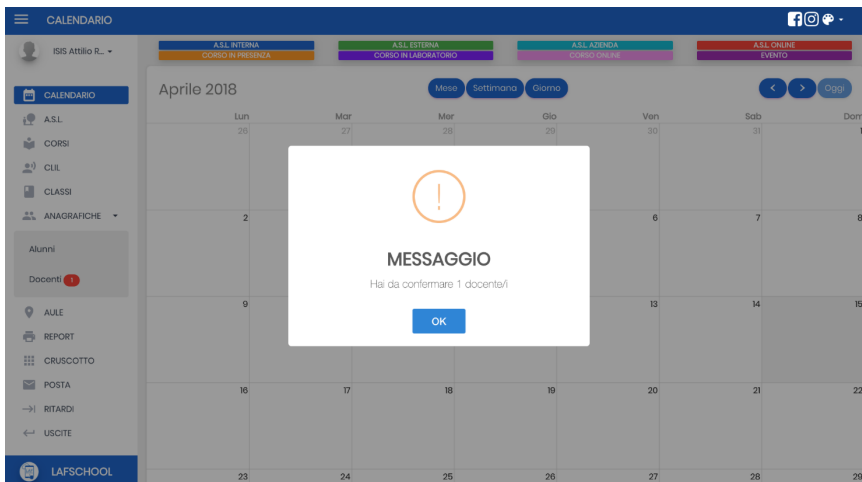 CALENDARIO
ISIS Attilio R...
A.S.L. INTERNA
A.S.L. ESTERNA
A.S.L. AZIENDA
A.S.L. ONLINE
CORSO IN PRESENZA
CORSO IN LABORATORIO
CORSO ONLINE
EVENTO
CALENDARIO
A.S.L.
CORSI
CLIL
CLASSI
ANAGRAFICHE
Alunni
Docenti 1
AULE
REPORT
CRUSCOTTO
POSTA
RITARDI
USCITE
LAFSCHOOL
Aprile 2018
Mese Settimana Giorno
< > Oggi
Lun Mar Mer Gio Ven Sab Dom
26 27 28 29 30 31 1
2 6 7 8
9 13 14 15
16 17 18 19 20 21 22
23 24 25 26 27 28 29
!
MESSAGGIO
Hai da confermare 1 docente/i
OK